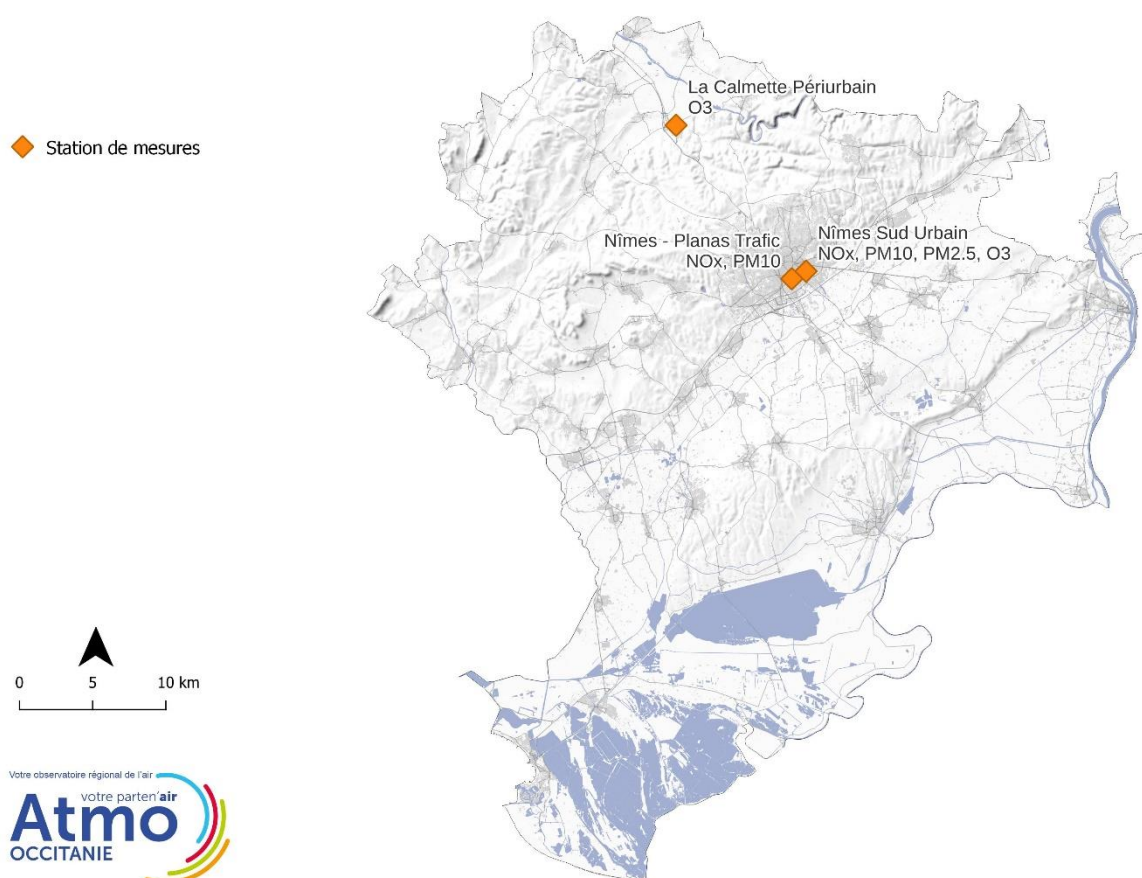 La Calmette Périurbain
O3
Station de mesures
Nîmes - Planas Trafic
NOx, PM10
Nîmes Sud Urbain
NOx, PM10, PM2.5, O3
0 5 10 km
Votre observatoire régional de l'air
votre parten'air
Atmo
OCCITANIE